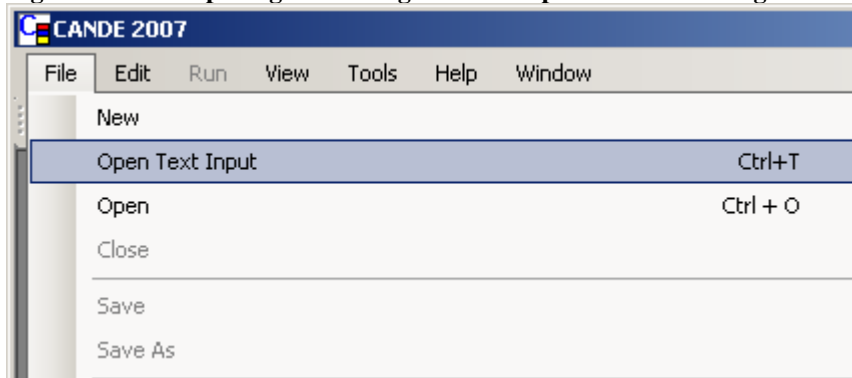 CANDE 2007
File Edit Run View Tools Help Window
New
Open Text Input Ctrl+T
Open Ctrl + O
Close
Save
Save As